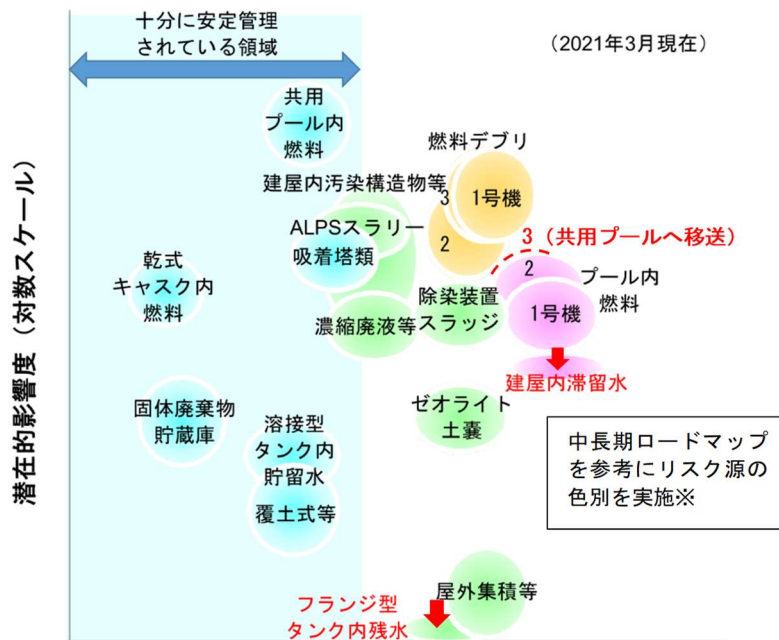 十分に安定管理
されている領域
(2021年3月現在)
共用
プール内
燃料
燃料デブリ
建屋内汚染構造物等
3
1号機
ALPSスラリー
2
3(共用プールへ移送)
吸着塔類
乾式
キャスク内
燃料
2
プール内
燃料
除染装置
スラッジ
1号機
濃縮廃液等
建屋内滞留水
固体廃棄物
貯蔵庫
ゼオライト
土嚢
溶接型
タンク内
貯留水
中長期ロードマップ
を参考にリスク源の
色別を実施※
覆土式等
屋外集積等
フランジ型
タンク内残水
潜在的影響度(対数スケール)